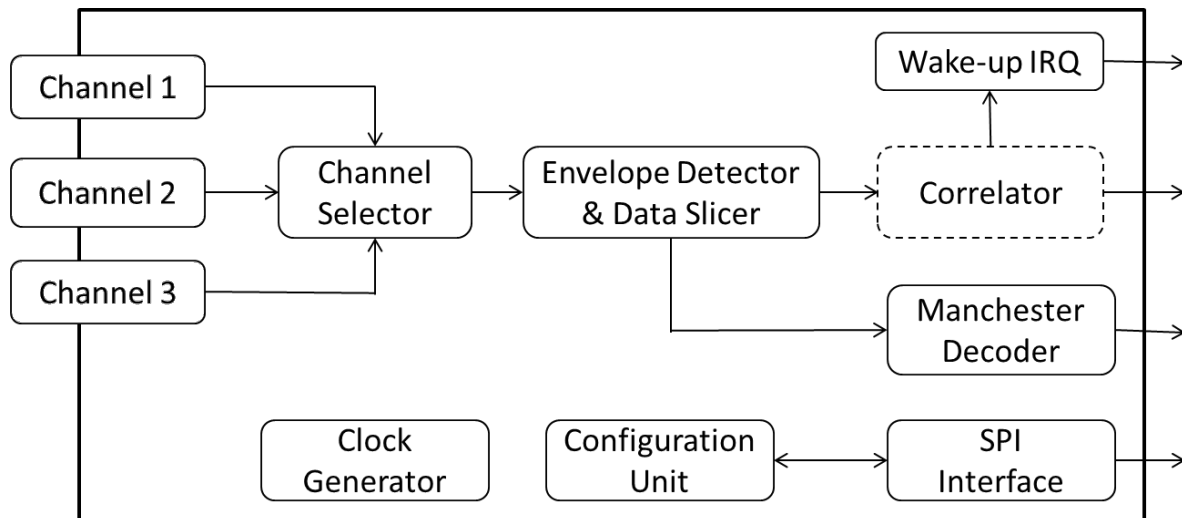 Wake-up IRQ
Channel 1
Channel 2
Channel
Selector
Envelope Detector
& Data Slicer
Correlator
Channel 3
Manchester
Decoder
Clock
Generator
Configuration
Unit
SPI
Interface